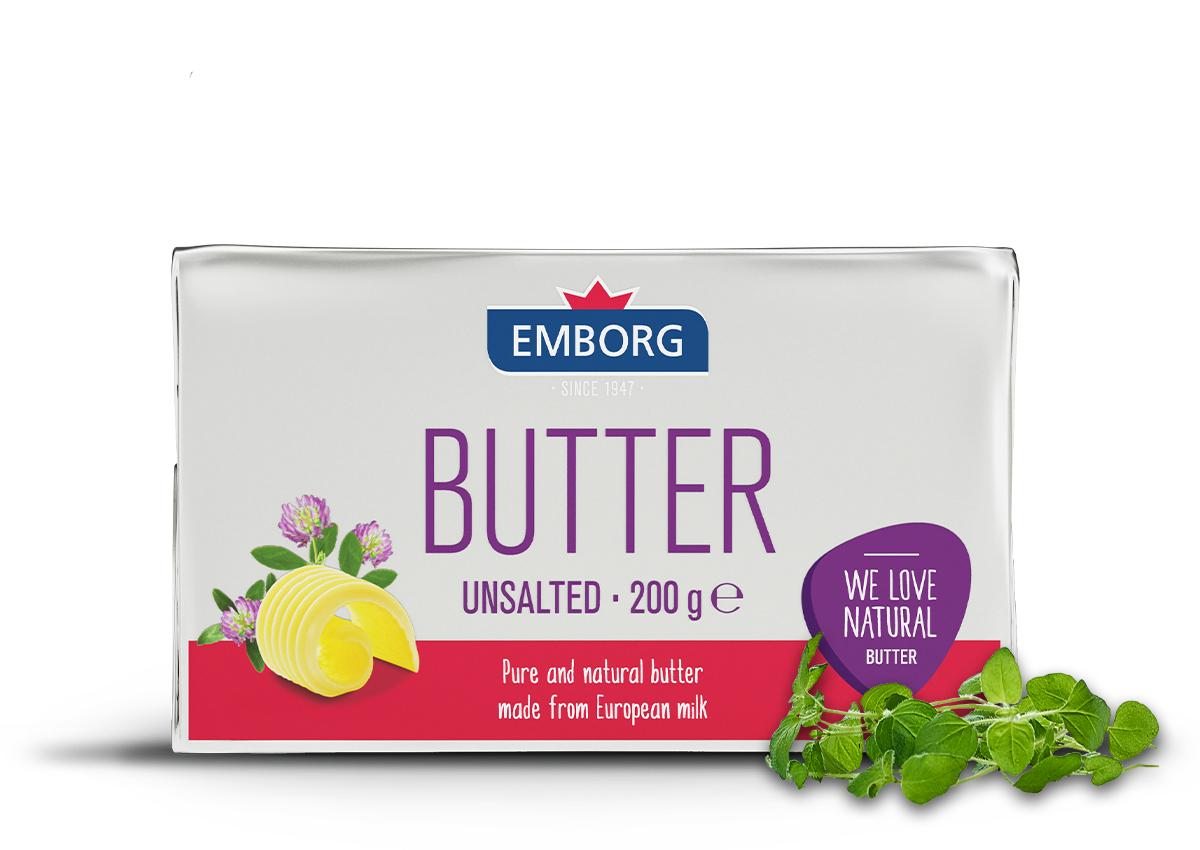 EMBORG
· SINCE 1947 ·
BUTTER
UNSALTED · 200 g ℮
Pure and natural butter
made from European milk
WE LOVE
NATURAL
BUTTER